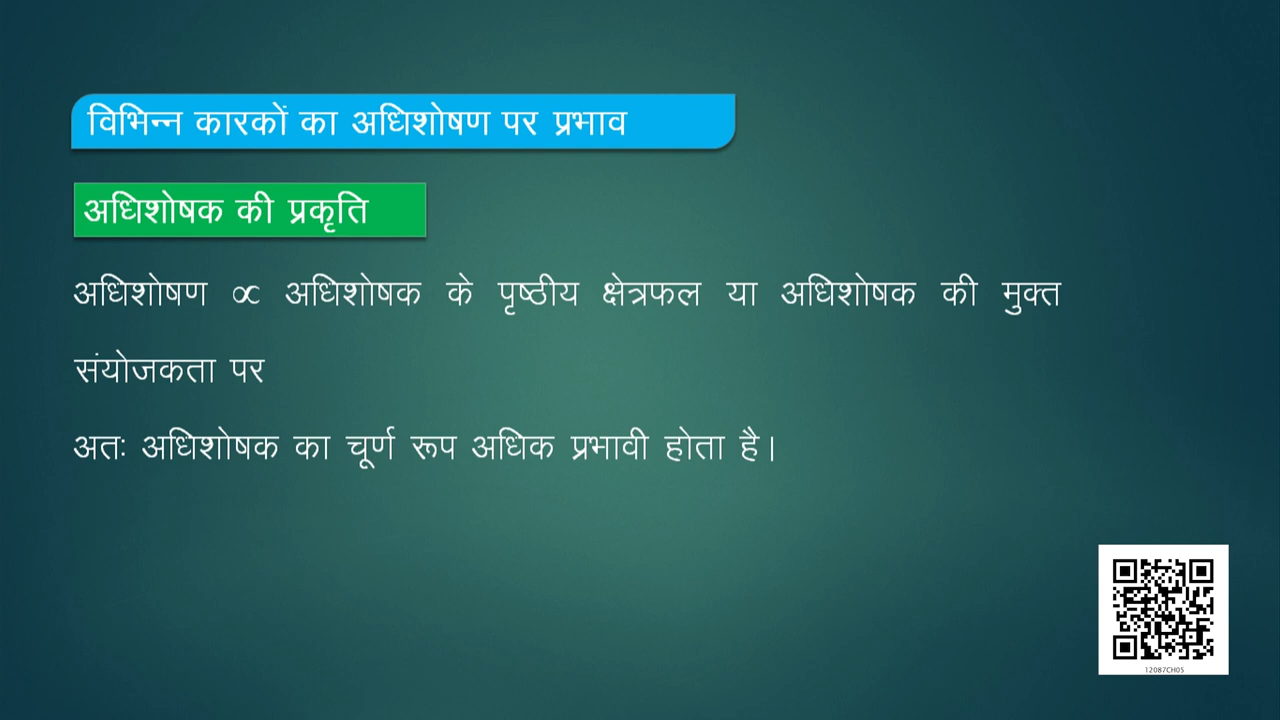 विभिन्न कारकों का अधिशोषण पर प्रभाव
अधिशोषक की प्रकृति
अधिशोषण ∝ अधिशोषक के पृष्ठीय क्षेत्रफल या अधिशोषक की मुक्त
संयोजकता पर
अतः अधिशोषक का चूर्ण रूप अधिक प्रभावी होता है।
12087CH05